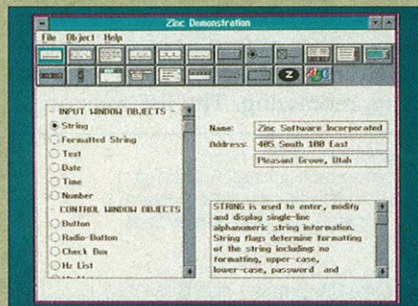 Zinc Demonstration
File Object Help
Z
INPUT WINDOW OBJECTS -
String
Formatted String
Text
Date
Time
Number
CONTROL WINDOW OBJECTS
Button
Radio-Button
Check Box
Hz List
Name: Zinc Software Incorporated
Address: 405 South 100 East
Pleasant Grove, Utah
STRING is used to enter, modify
and display single-line
alphanumeric string information.
String flags determine formatting
of the string including: no
formatting, upper-case,
lower-case, password and